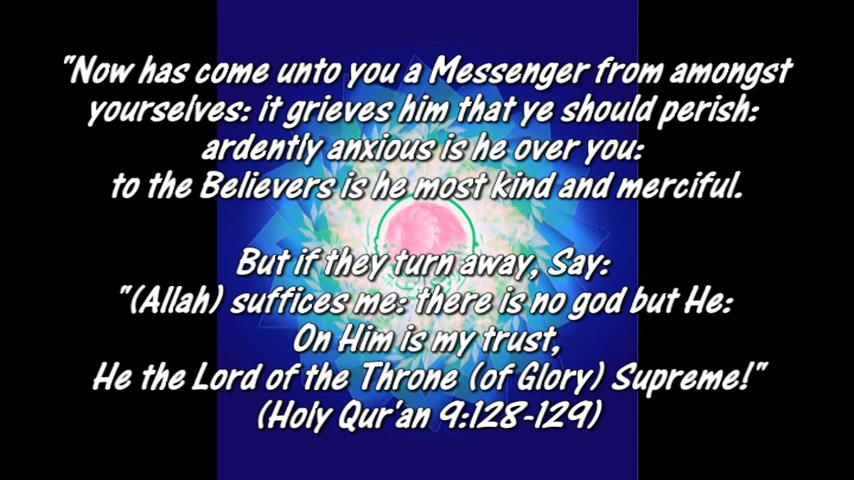 "Now has come unto you a Messenger from amongst
yourselves: it grieves him that ye should perish:
ardently anxious is he over you:
to the Believers is he most kind and merciful.
But if they turn away, Say:
"(Allah) suffices me: there is no god but He:
On Him is my trust,
He the Lord of the Throne (of Glory) Supreme!"
(Holy Qur'an 9:128-129)